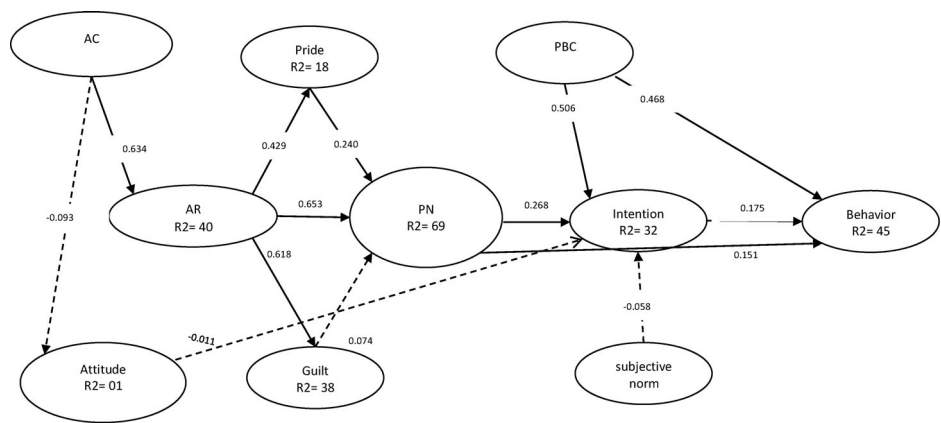 AC
Pride
R2= 18
PBC
0.506
0.468
0.634
0.429
0.240
-0.093
AR
R2= 40
0.653
PN
R2= 69
0.268
Intention
R2= 32
0.175
Behavior
R2= 45
0.618
0.151
-0.058
-0.011
0.074
Attitude
R2= 01
Guilt
R2= 38
subjective
norm